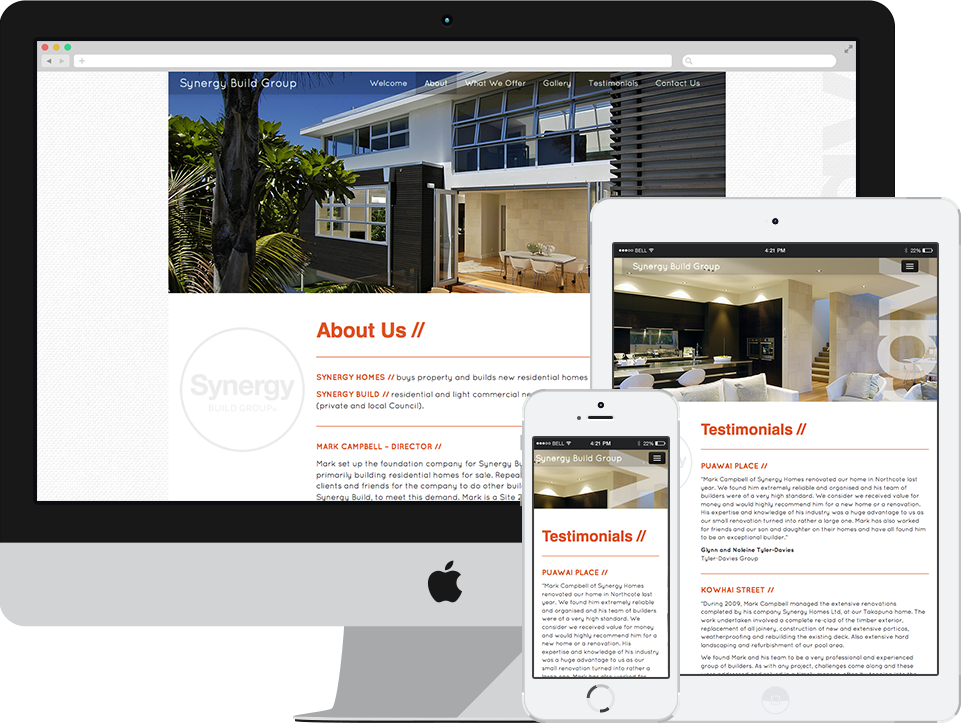 Synergy Build Group
Welcome About What We Offer Gallery Testimonials Contact Us
About Us //
SYNERGY HOMES // buys property and builds new residential homes
SYNERGY BUILD // residential and light commercial ne
(private and local Council).
Synergy
BUILD GROUP
MARK CAMPBELL – DIRECTOR //
Mark set up the foundation company for Synergy Bu
primarily building residential homes for sale. Repeat
clients and friends for the company to do other buil
Synergy Build, to meet this demand. Mark is a Site
BELL 4:21 PM 22%
Synergy Build Group
Testimonials //
PUAWAI PLACE //
"Mark Campbell of Synergy Homes renovated our home in Northcote last
year. We found him extremely reliable and organised and his team of
builders were of a very high standard. We consider we received value for
money and would highly recommend him for a new home or a renovation.
His expertise and knowledge of his industry was a huge advantage to us as
our small renovation turned into rather a large one. Mark has also worked
for friends and our son and daughter on their homes and have all found him
to be an exceptional builder."
Glynn and Noleine Tyler-Davies
Tyler-Davies Group
KOWHAI STREET //
"During 2009, Mark Campbell managed the extensive renovations
completed by his company Synergy Homes Ltd, at our Takapuna home. The
work undertaken involved a complete re-clad of the timber exterior,
replacement of all joinery, construction of new and extensive porticos,
weatherproofing and rebuilding the existing deck. Also extensive hard
landscaping and refurbishment of our pool area.
We found Mark and his team to be a very professional and experienced
group of builders. As with any project, challenges come along and these
BELL 4:21 PM 22%
Synergy Build Group
Testimonials //
PUAWAI PLACE //
"Mark Campbell of Synergy Homes
renovated our home in Northcote last
year. We found him extremely reliable
and organised and his team of builders
were of a very high standard. We
consider we received value for money
and would highly recommend him for a
new home or a renovation. His
expertise and knowledge of his industry
was a huge advantage to us as our
small renovation turned into rather a
large one. Mark has also worked for